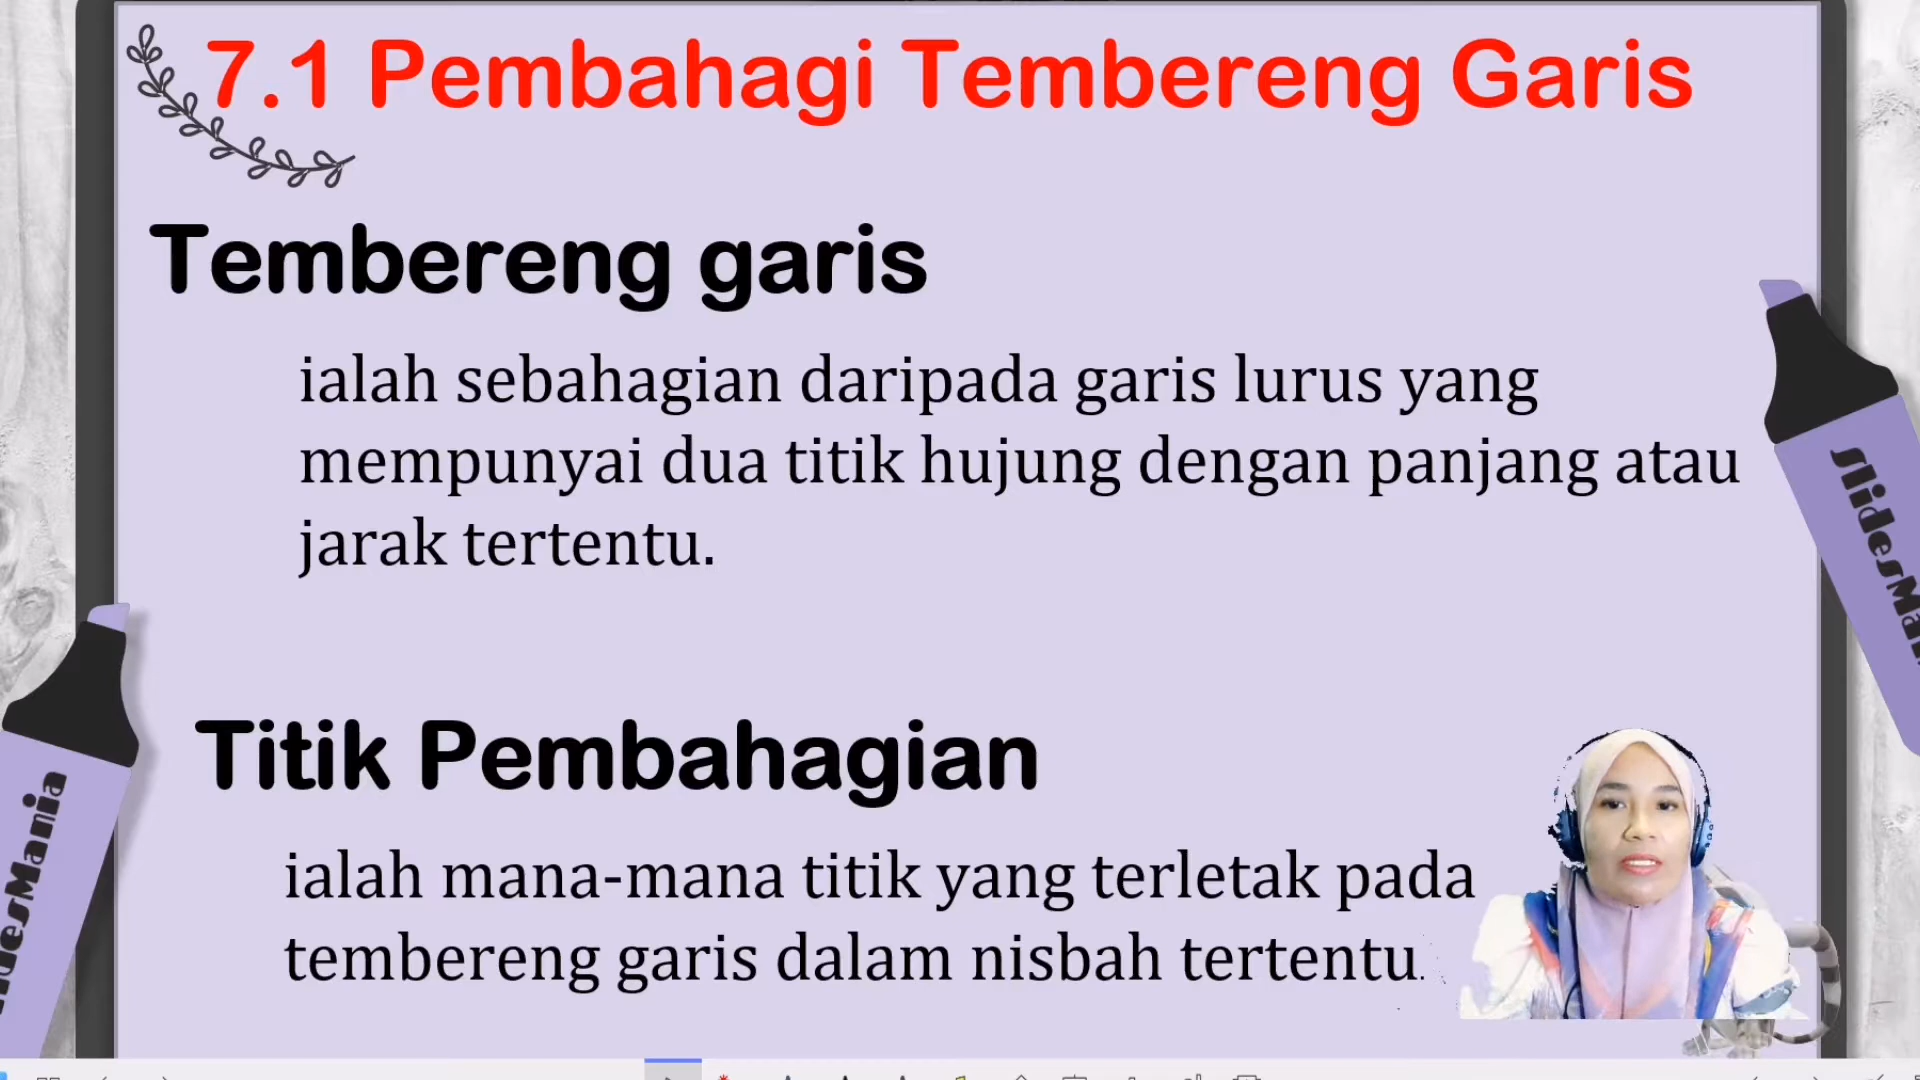 7.1 Pembahagi Tembereng Garis
Tembereng garis
ialah sebahagian daripada garis lurus yang
mempunyai dua titik hujung dengan panjang atau
jarak tertentu.
Titik Pembahagian
ialah mana-mana titik yang terletak pada
tembereng garis dalam nisbah tertentu.